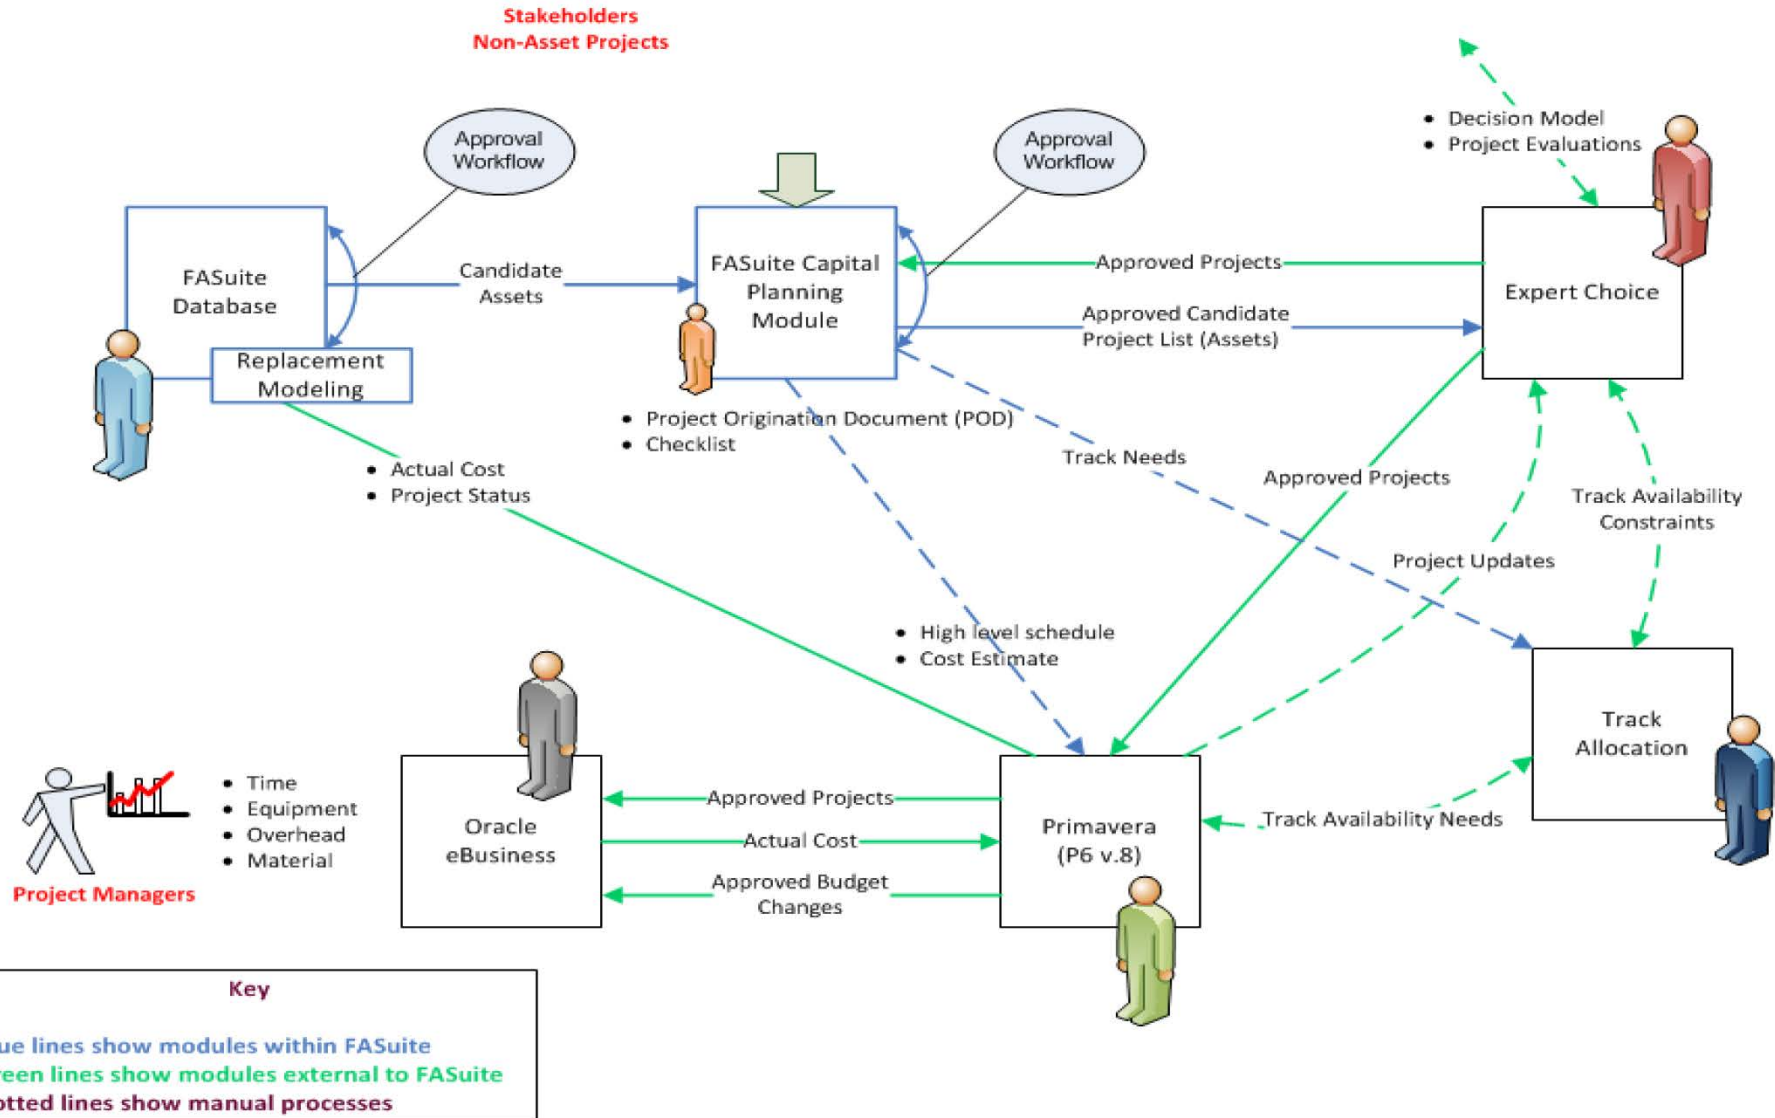 Stakeholders
Non-Asset Projects
Approval
Workflow
Approval
Workflow
• Decision Model
• Project Evaluations
FASuite
Database
Replacement
Modeling
Candidate
Assets
FASuite Capital
Planning
Module
Approved Projects
Approved Candidate
Project List (Assets)
Expert Choice
• Project Origination Document (POD)
• Checklist
• Actual Cost
• Project Status
Track Needs
Approved Projects
Track Availability
Constraints
Project Updates
• High level schedule
• Cost Estimate
Track
Allocation
Project Managers
• Time
• Equipment
• Overhead
• Material
Oracle
eBusiness
Approved Projects
Actual Cost
Approved Budget
Changes
Primavera
(P6 v.8)
Track Availability Needs
Key
ue lines show modules within FASuite
reen lines show modules external to FASuite
otted lines show manual processes